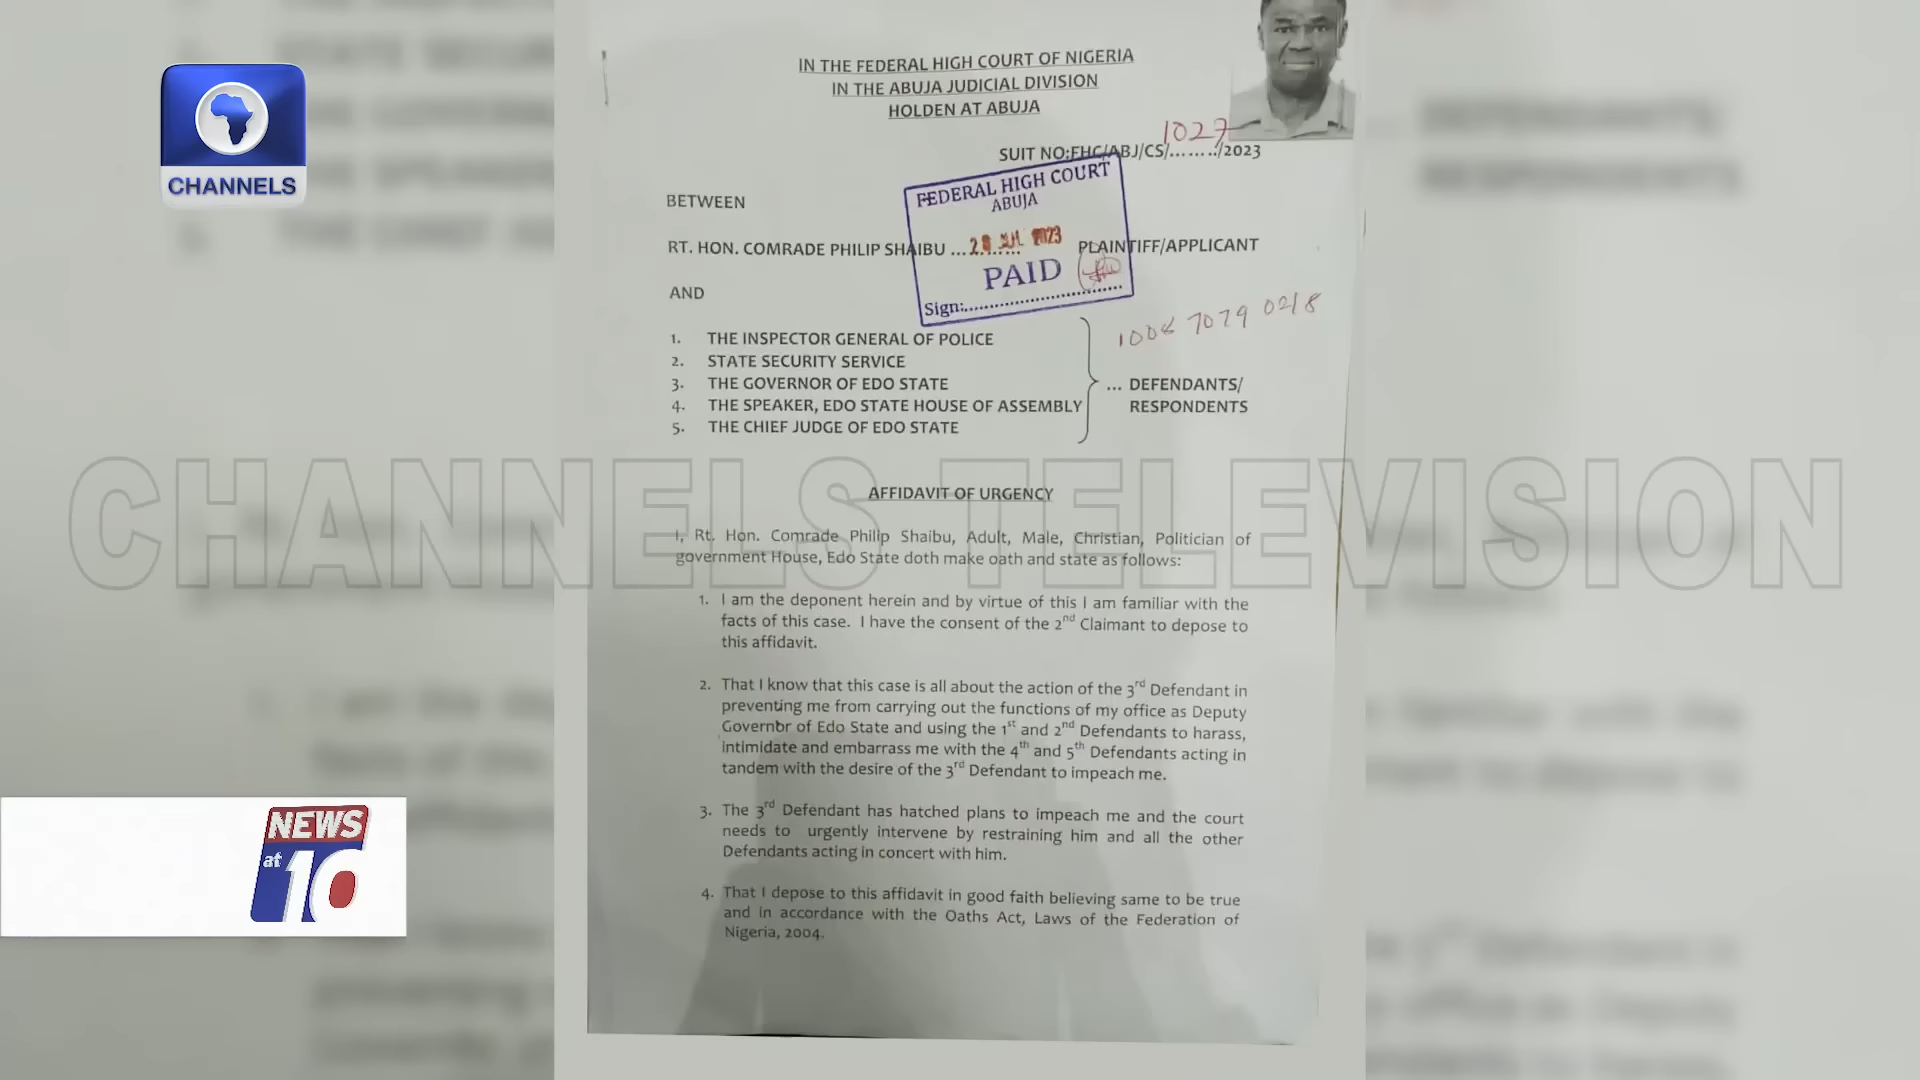 CHANNELS
IN THE FEDERAL HIGH COURT OF NIGERIA
IN THE ABUJA JUDICIAL DIVISION
HOLDEN AT ABUJA
1027
SUIT NO:FHC/ABJ/CS/......../2023
FEDERAL HIGH COURT
ABUJA
BETWEEN
RT. HON. COMRADE PHILIP SHAIBU ... PLAINTIFF/APPLICANT
JUL 2023
PAID
Sign:
AND
1008 7079 0218
1. THE INSPECTOR GENERAL OF POLICE
2. STATE SECURITY SERVICE
3. THE GOVERNOR OF EDO STATE ... DEFENDANTS/
4. THE SPEAKER, EDO STATE HOUSE OF ASSEMBLY RESPONDENTS
5. THE CHIEF JUDGE OF EDO STATE
CHANNELS TELEVISION
AFFIDAVIT OF URGENCY
I, Rt. Hon. Comrade Philip Shaibu, Adult, Male, Christian, Politician of
government House, Edo State doth make oath and state as follows:
1. I am the deponent herein and by virtue of this I am familiar with the
facts of this case. I have the consent of the 2nd Claimant to depose to
this affidavit.
2. That I know that this case is all about the action of the 3rd Defendant in
preventing me from carrying out the functions of my office as Deputy
Governor of Edo State and using the 1st and 2nd Defendants to harass,
intimidate and embarrass me with the 4th and 5th Defendants acting in
tandem with the desire of the 3rd Defendant to impeach me.
3. The 3rd Defendant has hatched plans to impeach me and the court
needs to urgently intervene by restraining him and all the other
Defendants acting in concert with him.
4. That I depose to this affidavit in good faith believing same to be true
and in accordance with the Oaths Act, Laws of the Federation of
Nigeria, 2004.
NEWS
at 10